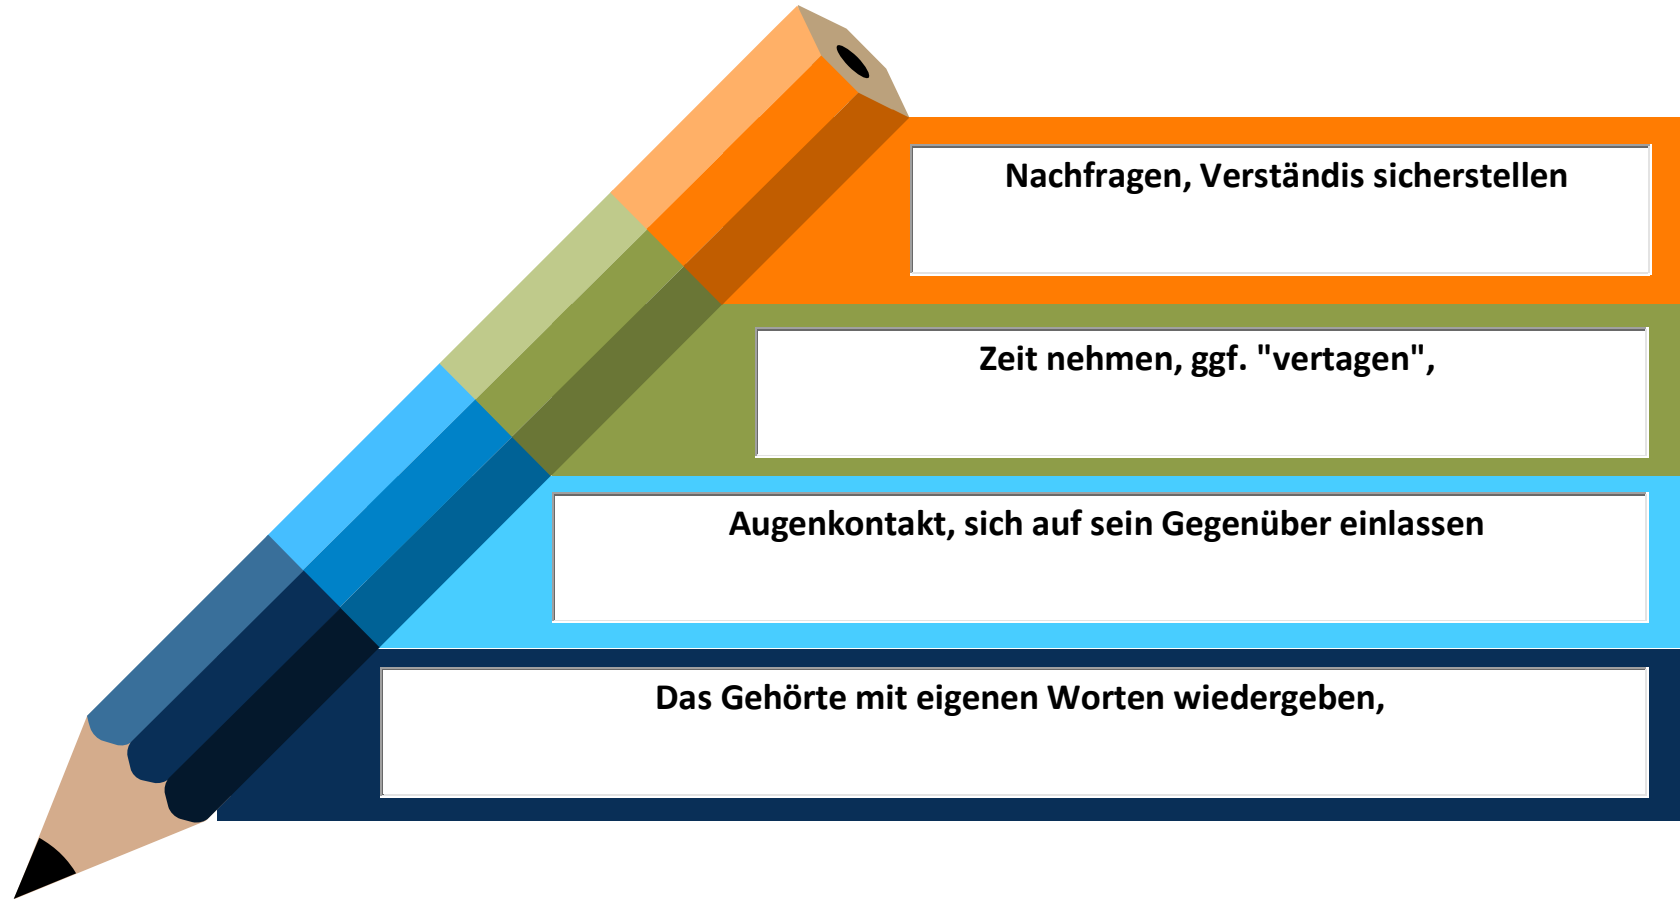 Nachfragen, Verständis sicherstellen
Zeit nehmen, ggf. "vertagen",
Augenkontakt, sich auf sein Gegenüber einlassen
Das Gehörte mit eigenen Worten wiedergeben,